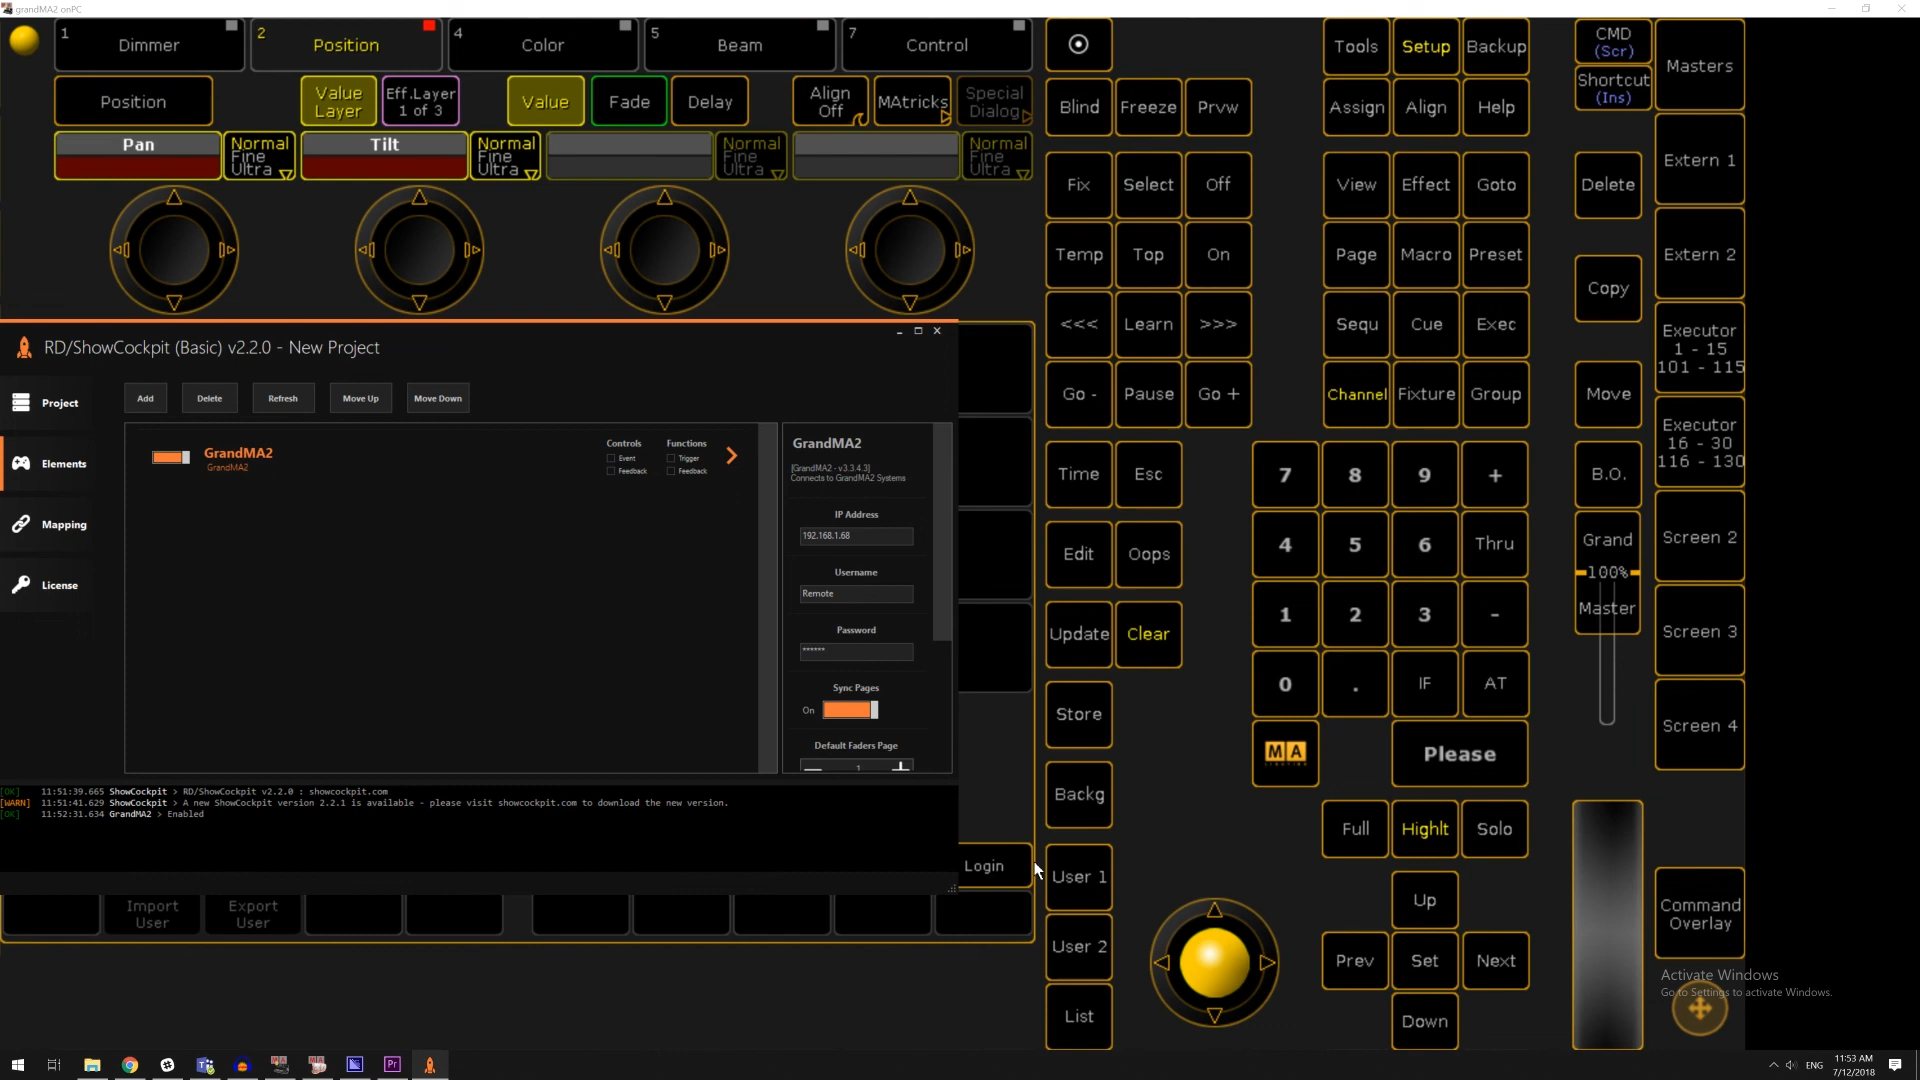 grandMA2 onPC
1 Dimmer
2 Position
4 Color
5 Beam
7 Control
Position
Value Layer
Eff.Layer 1 of 3
Value
Fade
Delay
Align Off
MAtricks
Special Dialog
Pan
Normal Fine Ultra
Tilt
Normal Fine Ultra
Normal Fine Ultra
Normal Fine Ultra
RD/ShowCockpit (Basic) v2.2.0 - New Project
Project
Elements
Mapping
License
Add
Delete
Refresh
Move Up
Move Down
GrandMA2
GrandMA2
Controls
Event
Feedback
Functions
Trigger
Feedback
GrandMA2
[GrandMA2 - v3.3.4.3]
Connects to GrandMA2 Systems
IP Address
192.168.1.68
Username
Remote
Password
******
Sync Pages
On
Default Faders Page
1
[OK] 11:51:39.665 ShowCockpit > RD/ShowCockpit v2.2.0 : showcockpit.com
[WARN] 11:51:41.629 ShowCockpit > A new ShowCockpit version 2.2.1 is available - please visit showcockpit.com to download the new version.
[OK] 11:52:31.634 GrandMA2 > Enabled
Login
Import User
Export User
Blind Freeze Prvw
Fix Select Off
Temp Top On
<<< Learn >>>
Go - Pause Go +
Time Esc
Edit Oops
Update Clear
Store
Backg
User 1
User 2
List
Tools Setup Backup
Assign Align Help
View Effect Goto
Page Macro Preset
Sequ Cue Exec
Channel Fixture Group
7 8 9 +
4 5 6 Thru
1 2 3 -
0 . IF AT
MA
LIGHTING
Please
Full Highlt Solo
Up
Prev Set Next
Down
CMD (Scr)
Shortcut (Ins)
Delete
Copy
Move
B.O.
Grand
100%
Master
Masters
Extern 1
Extern 2
Executor
1 - 15
101 - 115
Executor
16 - 30
116 - 130
Screen 2
Screen 3
Screen 4
Command Overlay
Activate Windows
Go to Settings to activate Windows.
Pr
ENG
11:53 AM
7/12/2018